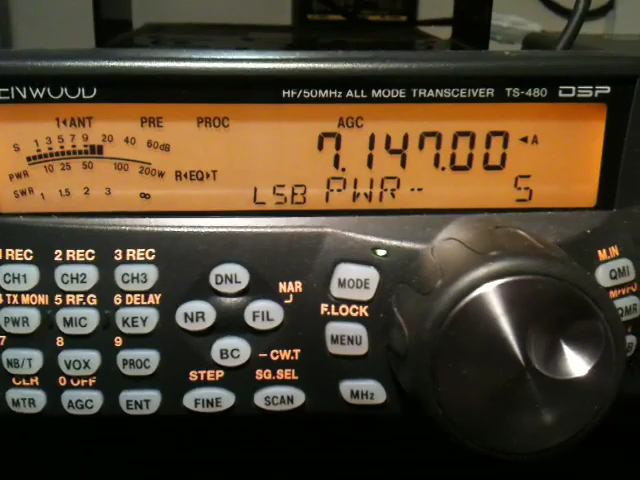 KENWOOD HF/50MHz ALL MODE TRANSCEIVER TS-480 DSP
1◄ANT PRE PROC AGC
S 1 3 5 7 9 20 40 60dB 7.147.00 ◄A
PWR 10 25 50 100 200W R◄EQ►T
SWR 1 1.5 2 3 ∞ LSB PWR-- 5
1 REC 2 REC 3 REC M.IN
CH1 CH2 CH3 DNL MODE QMI
4 TX MONI 5 RF.G 6 DELAY NAR
PWR MIC KEY NR FIL F.LOCK QMR
7 8 9 BC MENU
NB/T VOX PROC -CW.T
CLR 0 OFF STEP SG.SEL
MTR AGC ENT FINE SCAN MHz